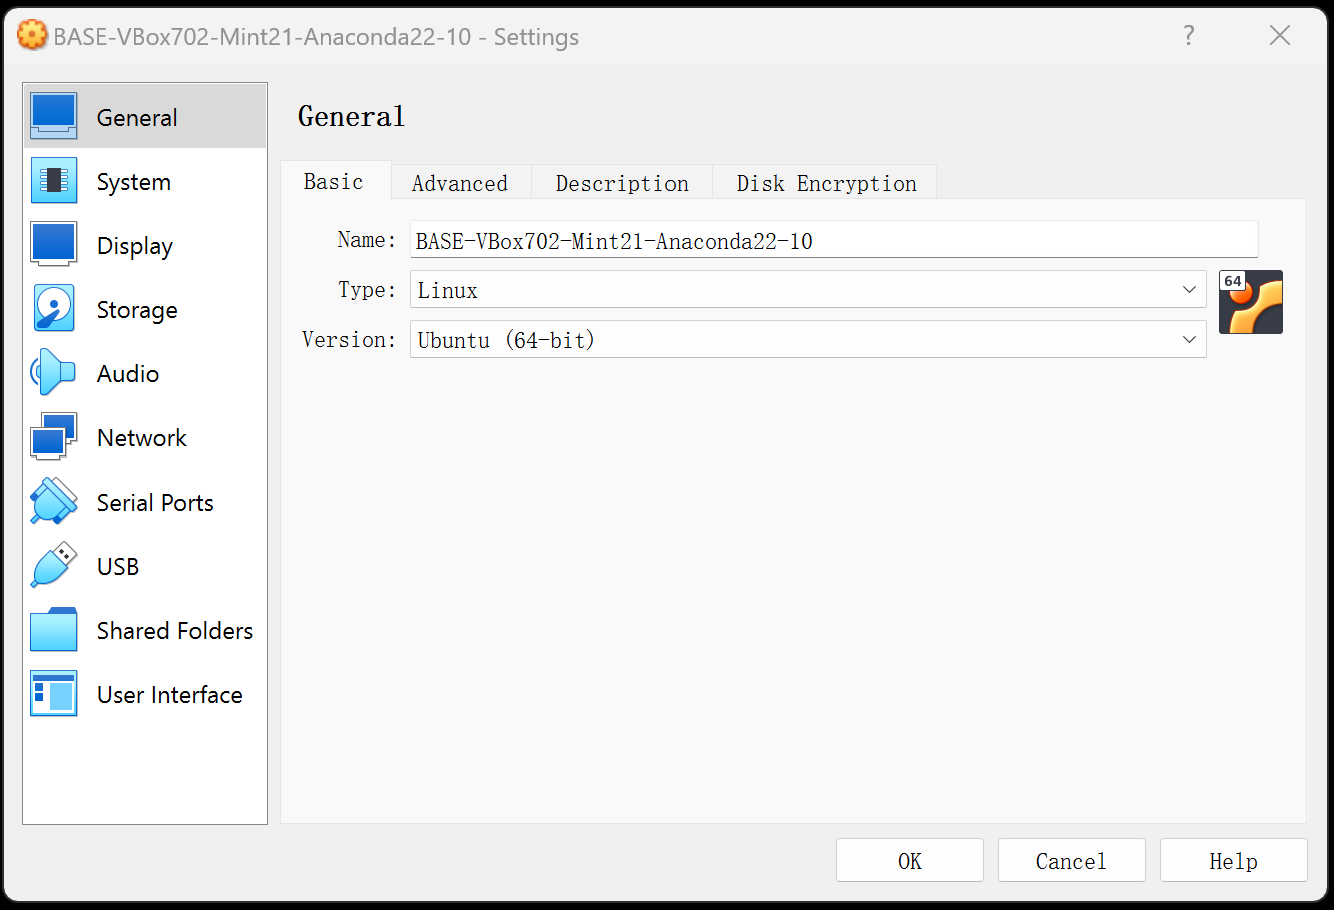 BASE-VBox702-Mint21-Anaconda22-10 - Settings
?
General
System
Display
Storage
Audio
Network
Serial Ports
USB
Shared Folders
User Interface
General
Basic Advanced Description Disk Encryption
Name: BASE-VBox702-Mint21-Anaconda22-10
Type: Linux
64
Version: Ubuntu (64-bit)
OK Cancel Help